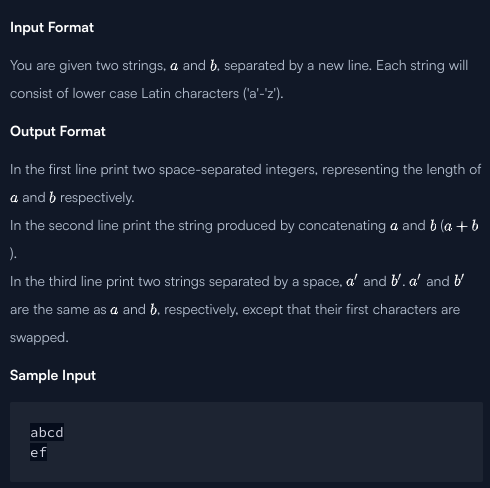 Input Format
You are given two strings, a and b, separated by a new line. Each string will
consist of lower case Latin characters ('a'-'z').
Output Format
In the first line print two space-separated integers, representing the length of
a and b respectively.
In the second line print the string produced by concatenating a and b (a + b
).
In the third line print two strings separated by a space, a′ and b′. a′ and b′
are the same as a and b, respectively, except that their first characters are
swapped.
Sample Input
abcd
ef